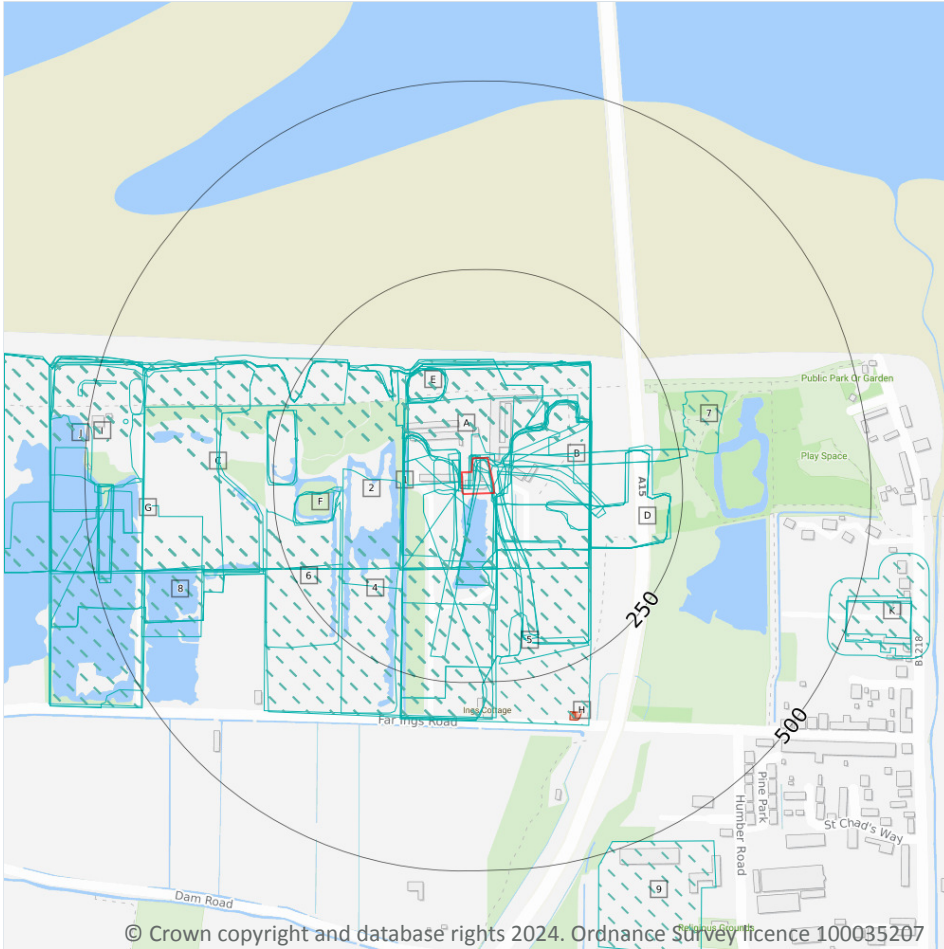 Public Park Or Garden
E
7
A
Play Space
J
I
C
B
1
A15
2
F
G
D
6
4
8
250
K
5
B1218
H
Ings Cottage
Far Ings Road
500
Pine Park
Humber Road
St Chad's Way
9
Dam Road
Religious Grounds
© Crown copyright and database rights 2024. Ordnance Survey licence 100035207